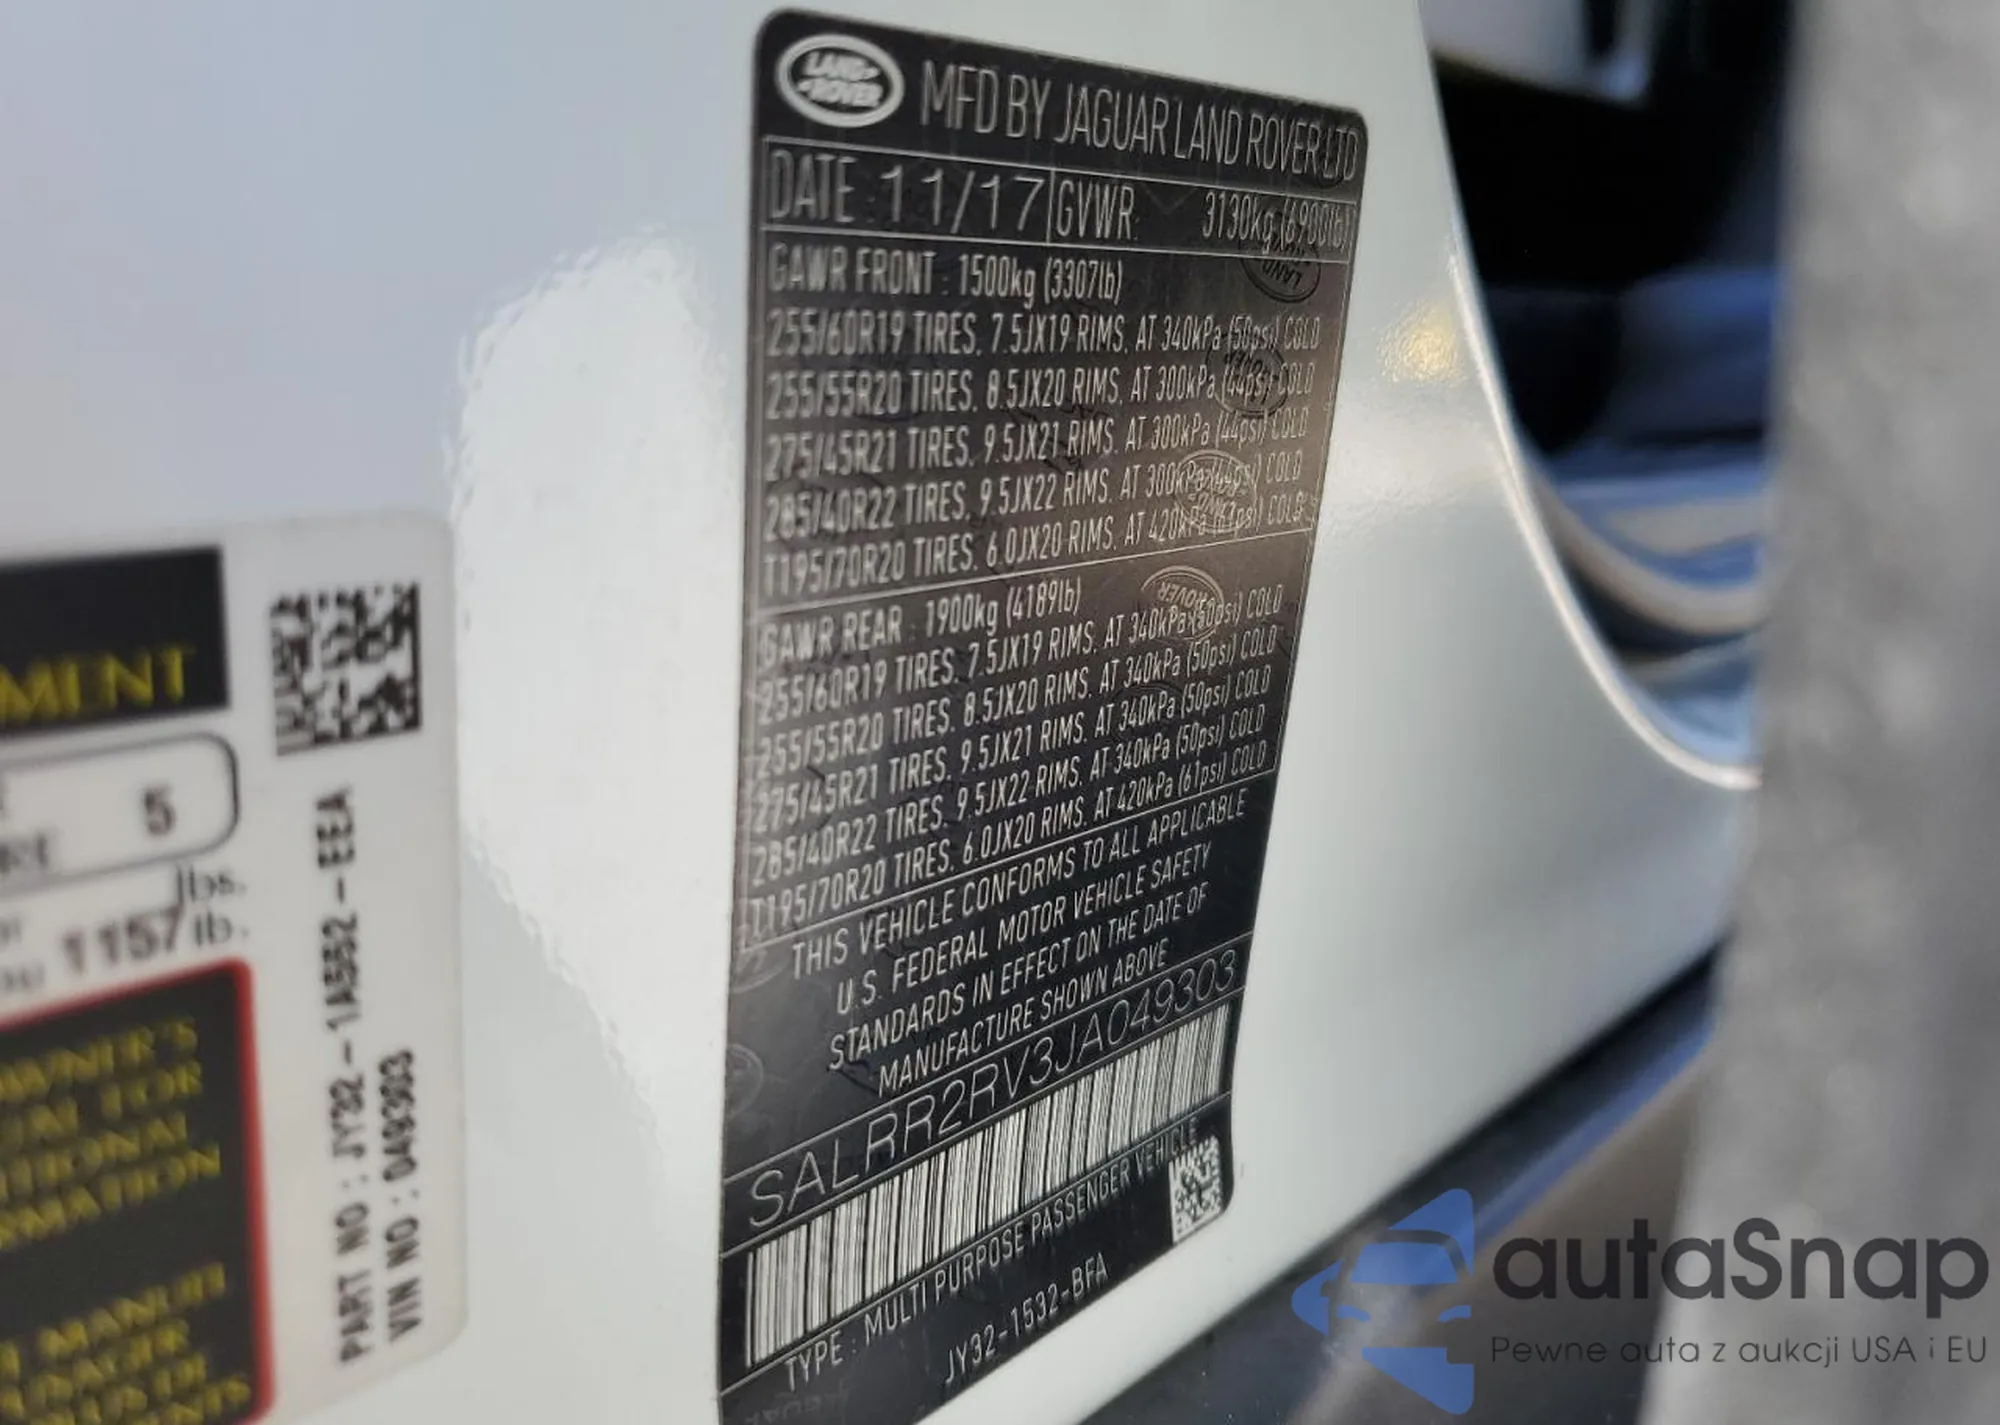 LAND
ROVER
MFD BY JAGUAR LAND ROVER LTD
DATE 11/17 GVWR: 3130kg (6900lb)
GAWR FRONT : 1500kg (3307lb)
255/60R19 TIRES. 7.5JX19 RIMS. AT 340kPa (50psi) COLD
255/55R20 TIRES. 8.5JX20 RIMS. AT 300kPa (44psi) COLD
275/45R21 TIRES. 9.5JX21 RIMS. AT 300kPa (44psi) COLD
285/40R22 TIRES. 9.5JX22 RIMS. AT 300kPa (44psi) COLD
T195/70R20 TIRES. 6.0JX20 RIMS. AT 420kPa (61psi) COLD
GAWR REAR : 1900kg (4189lb)
255/60R19 TIRES. 7.5JX19 RIMS. AT 340kPa (50psi) COLD
255/55R20 TIRES. 8.5JX20 RIMS. AT 340kPa (50psi) COLD
275/45R21 TIRES. 9.5JX21 RIMS. AT 340kPa (50psi) COLD
285/40R22 TIRES. 9.5JX22 RIMS. AT 340kPa (50psi) COLD
T195/70R20 TIRES. 6.0JX20 RIMS. AT 420kPa (61psi) COLD
THIS VEHICLE CONFORMS TO ALL APPLICABLE
U.S. FEDERAL MOTOR VEHICLE SAFETY
STANDARDS IN EFFECT ON THE DATE OF
MANUFACTURE SHOWN ABOVE
SALRR2RV3JA049303
TYPE : MULTI PURPOSE PASSENGER VEHICLE
JY32-1532-BFA
MENT
5
lbs.
1157 lb.
PART NO : JY32-1A552-EEA
VIN NO : 049303
autaSnap
Pewne auta z aukcji USA i EU